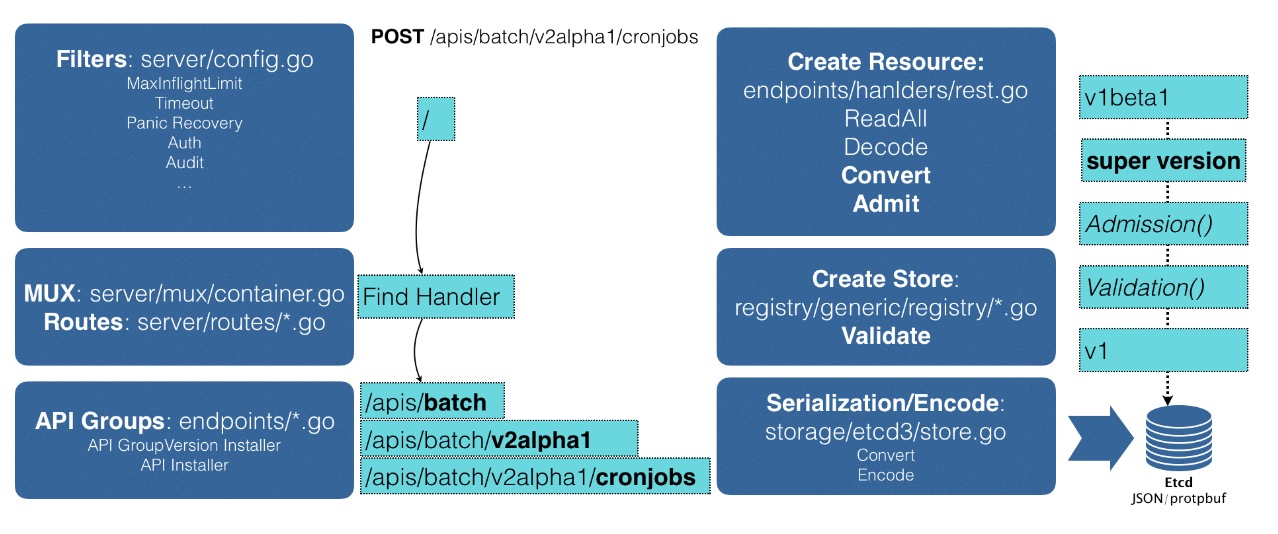 Filters: server/config.go
MaxInflightLimit
Timeout
Panic Recovery
Auth
Audit
...
MUX: server/mux/container.go
Routes: server/routes/*.go
API Groups: endpoints/*.go
API GroupVersion Installer
API Installer
POST /apis/batch/v2alpha1/cronjobs
/
Find Handler
/apis/batch
/apis/batch/v2alpha1
/apis/batch/v2alpha1/cronjobs
Create Resource:
endpoints/hanlders/rest.go
ReadAll
Decode
Convert
Admit
Create Store:
registry/generic/registry/*.go
Validate
Serialization/Encode:
storage/etcd3/store.go
Convert
Encode
v1beta1
super version
Admission()
Validation()
v1
Etcd
JSON/protpbuf